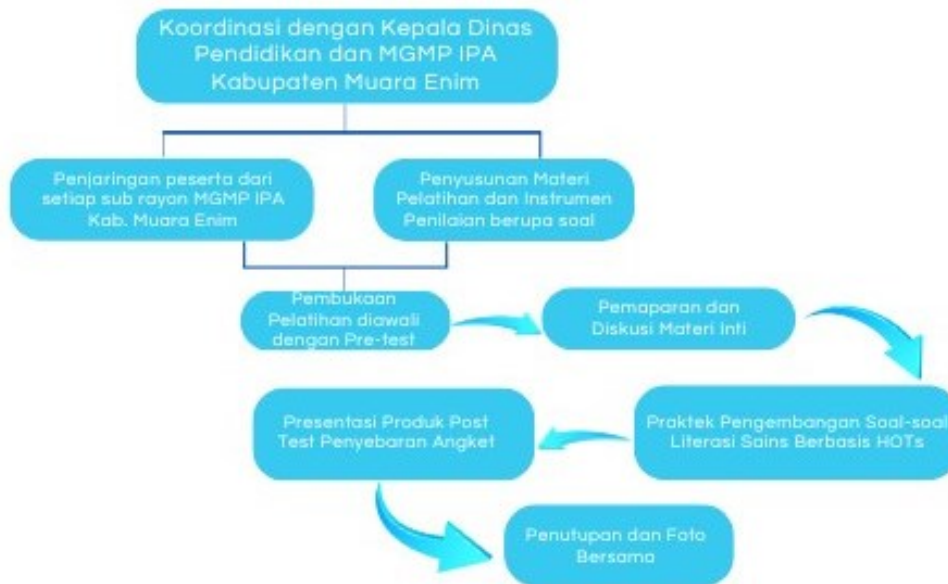 Koordinasi dengan Kepala Dinas
Pendidikan dan MGMP IPA
Kabupaten Muara Enim
Penjaringan peserta dari
setiap sub rayon MGMP IPA
Kab. Muara Enim
Penyusunan Materi
Pelatihan dan Instrumen
Penilaian berupa soal
Pembukaan
Pelatihan diawali
dengan Pre-test
Pemaparan dan
Diskusi Materi Inti
Praktek Pengembangan Soal-soal
Literasi Sains Berbasis HOTs
Presentasi Produk Post
Test Penyebaran Angket
Penutupan dan Foto
Bersama